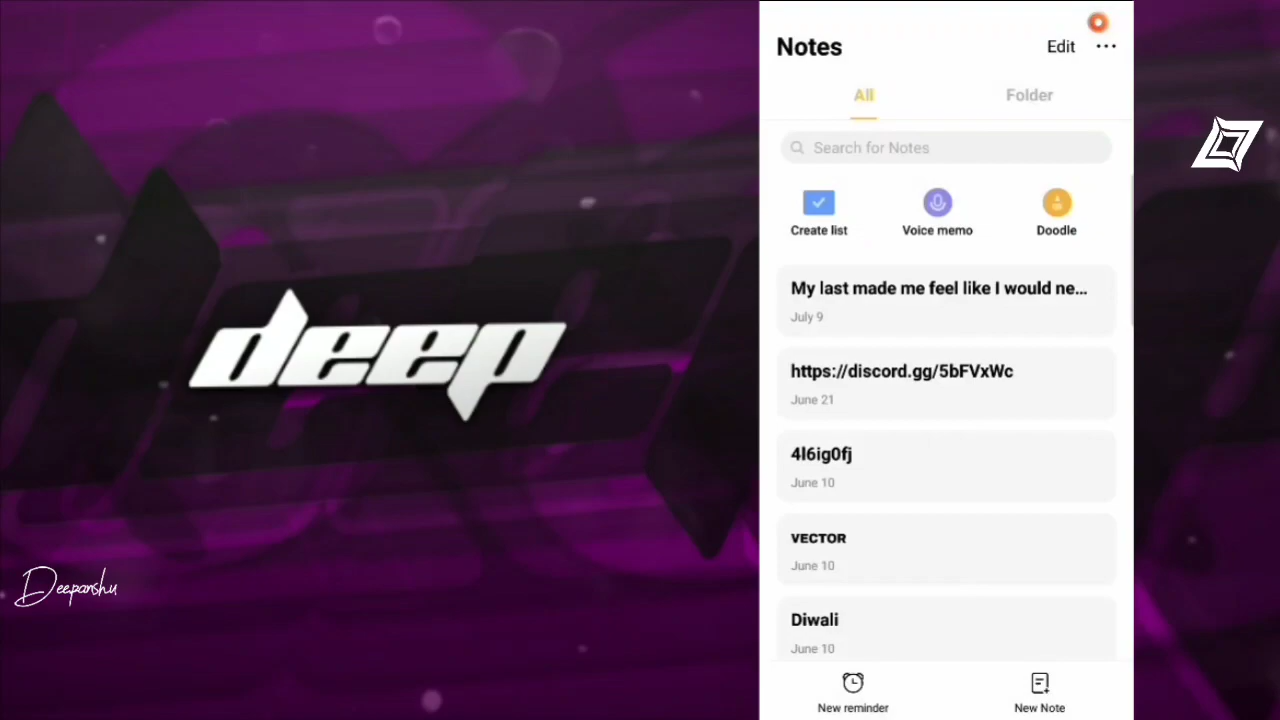 deep
Deepanshu
Notes
Edit
All
Folder
Search for Notes
Create list
Voice memo
Doodle
My last made me feel like I would ne...
July 9
https://discord.gg/5bFVxWc
June 21
4l6ig0fj
June 10
VECTOR
June 10
Diwali
June 10
New reminder
New Note